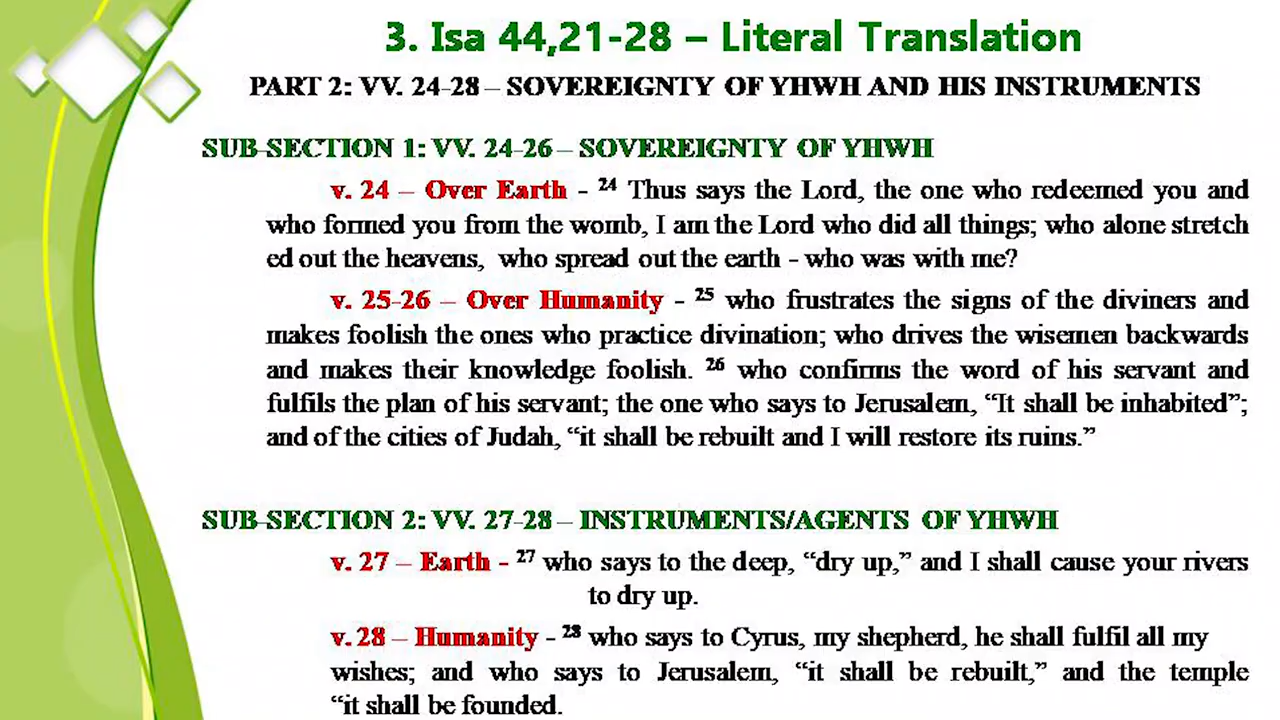 3. Isa 44,21-28 – Literal Translation
PART 2: VV. 24-28 – SOVEREIGNTY OF YHWH AND HIS INSTRUMENTS
SUB-SECTION 1: VV. 24-26 – SOVEREIGNTY OF YHWH
v. 24 – Over Earth - 24 Thus says the Lord, the one who redeemed you and
who formed you from the womb, I am the Lord who did all things; who alone stretch
ed out the heavens, who spread out the earth - who was with me?
v. 25-26 – Over Humanity - 25 who frustrates the signs of the diviners and
makes foolish the ones who practice divination; who drives the wisemen backwards
and makes their knowledge foolish. 26 who confirms the word of his servant and
fulfils the plan of his servant; the one who says to Jerusalem, “It shall be inhabited”;
and of the cities of Judah, “it shall be rebuilt and I will restore its ruins.”
SUB-SECTION 2: VV. 27-28 – INSTRUMENTS/AGENTS OF YHWH
v. 27 – Earth - 27 who says to the deep, “dry up,” and I shall cause your rivers
to dry up.
v. 28 – Humanity - 28 who says to Cyrus, my shepherd, he shall fulfil all my
wishes; and who says to Jerusalem, “it shall be rebuilt,” and the temple
“it shall be founded.